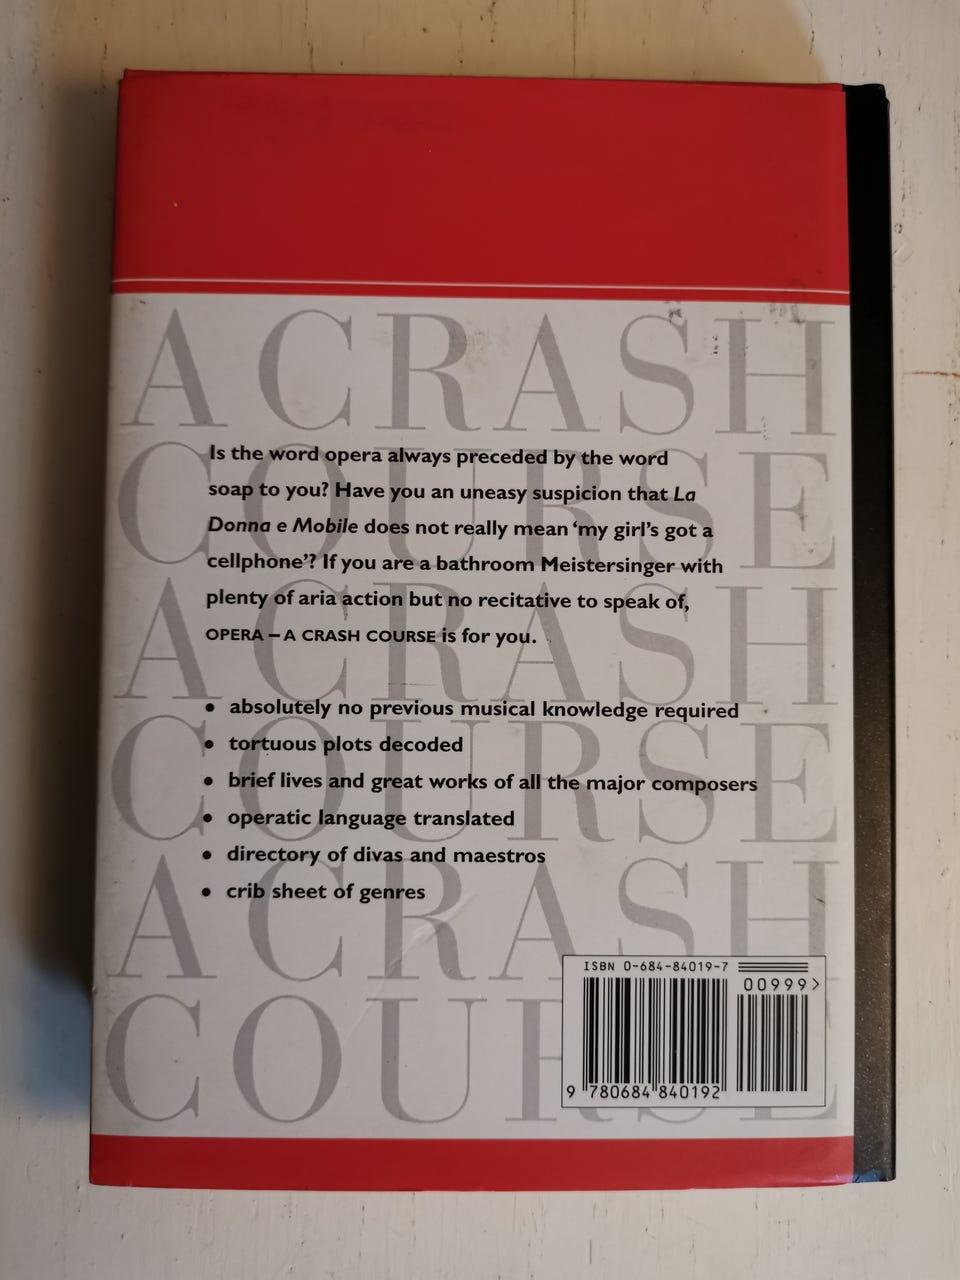 A CRASH
COURSE
Is the word opera always preceded by the word
soap to you? Have you an uneasy suspicion that La
Donna e Mobile does not really mean ‘my girl’s got a
cellphone’? If you are a bathroom Meistersinger with
plenty of aria action but no recitative to speak of,
OPERA – A CRASH COURSE is for you.
A CRASH
COURSE
• absolutely no previous musical knowledge required
• tortuous plots decoded
• brief lives and great works of all the major composers
• operatic language translated
• directory of divas and maestros
• crib sheet of genres
A CRASH
COURSE
ISBN 0-684-84019-7
00999>
9 780684 840192